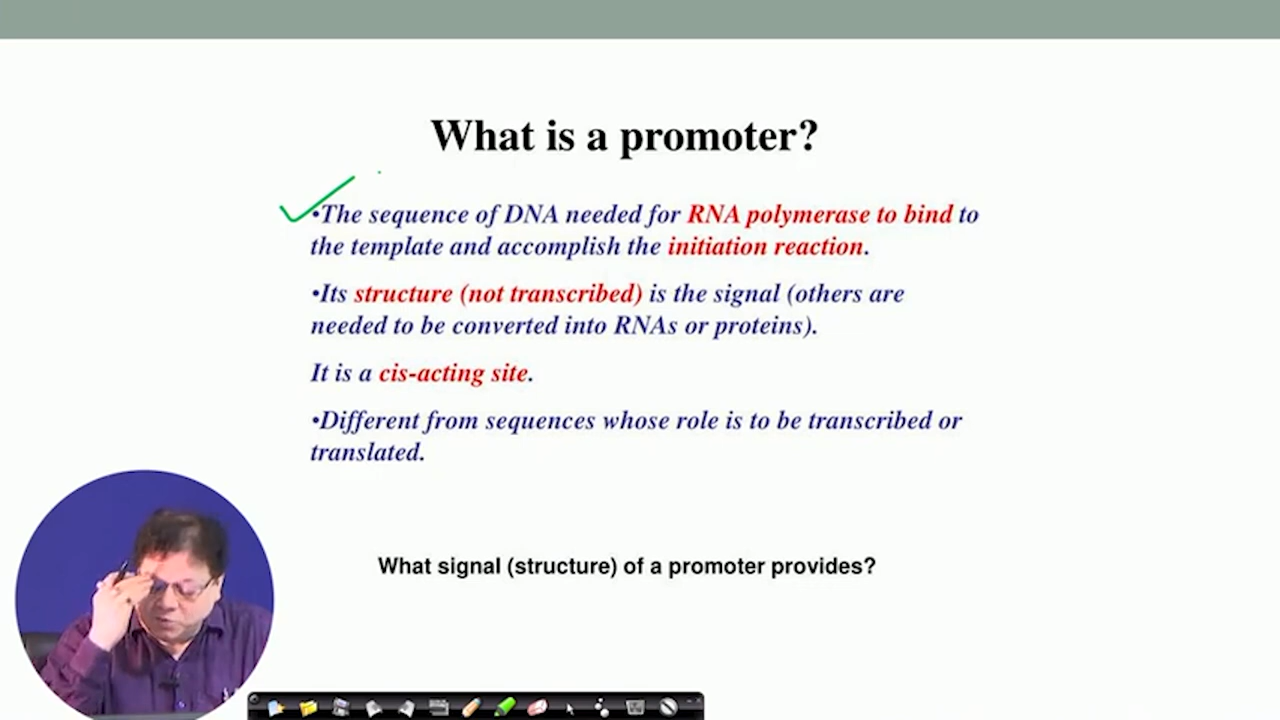 What is a promoter?
•The sequence of DNA needed for RNA polymerase to bind to
the template and accomplish the initiation reaction.
•Its structure (not transcribed) is the signal (others are
needed to be converted into RNAs or proteins).
It is a cis-acting site.
•Different from sequences whose role is to be transcribed or
translated.
What signal (structure) of a promoter provides?